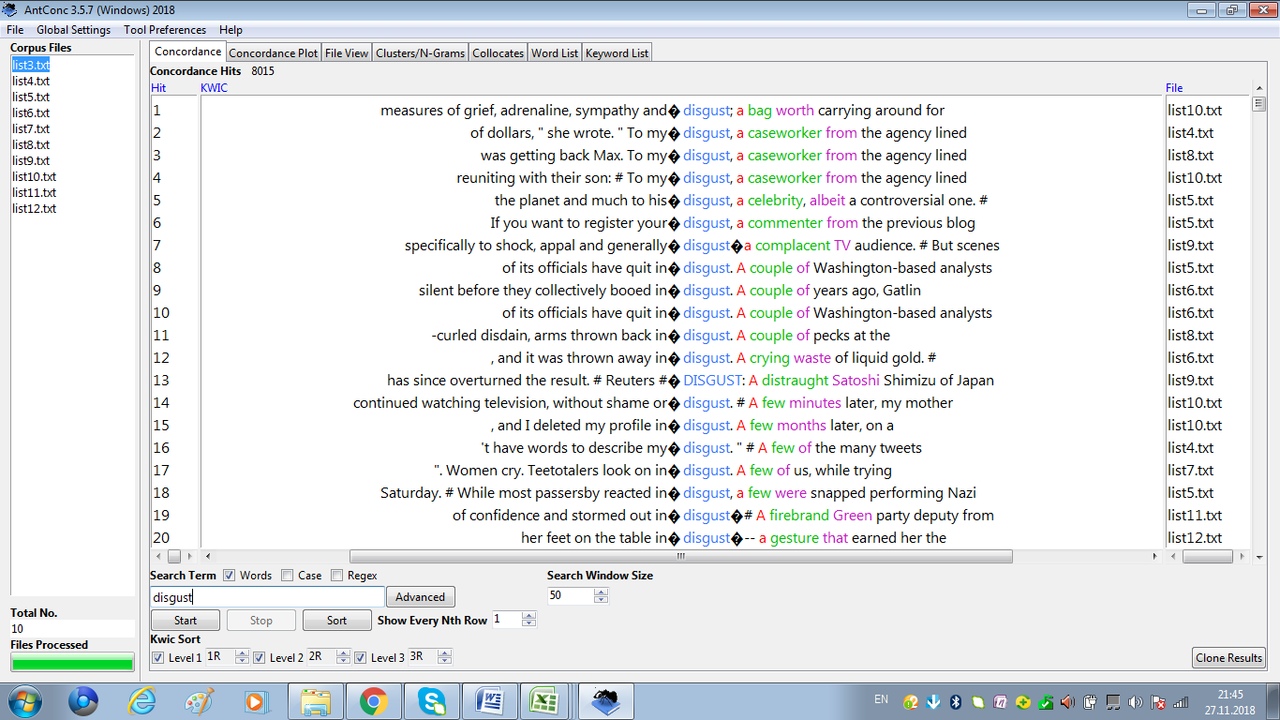 AntConc 3.5.7 (Windows) 2018
File Global Settings Tool Preferences Help
Corpus Files
list3.txt
list4.txt
list5.txt
list6.txt
list7.txt
list8.txt
list9.txt
list10.txt
list11.txt
list12.txt
Total No.
10
Files Processed
Concordance Concordance Plot File View Clusters/N-Grams Collocates Word List Keyword List
Concordance Hits 8015
Hit KWIC File
1 measures of grief, adrenaline, sympathy and� disgust; a bag worth carrying around for list10.txt
2 of dollars, " she wrote. " To my� disgust, a caseworker from the agency lined list4.txt
3 was getting back Max. To my� disgust, a caseworker from the agency lined list8.txt
4 reuniting with their son: # To my� disgust, a caseworker from the agency lined list10.txt
5 the planet and much to his� disgust, a celebrity, albeit a controversial one. # list5.txt
6 If you want to register your� disgust, a commenter from the previous blog list5.txt
7 specifically to shock, appal and generally� disgust�a complacent TV audience. # But scenes list9.txt
8 of its officials have quit in� disgust. A couple of Washington-based analysts list5.txt
9 silent before they collectively booed in� disgust. A couple of years ago, Gatlin list6.txt
10 of its officials have quit in� disgust. A couple of Washington-based analysts list6.txt
11 -curled disdain, arms thrown back in� disgust. A couple of pecks at the list8.txt
12 , and it was thrown away in� disgust. A crying waste of liquid gold. # list6.txt
13 has since overturned the result. # Reuters #� DISGUST: A distraught Satoshi Shimizu of Japan list9.txt
14 continued watching television, without shame or� disgust. # A few minutes later, my mother list10.txt
15 , and I deleted my profile in� disgust. A few months later, on a list10.txt
16 't have words to describe my� disgust. " # A few of the many tweets list4.txt
17 ". Women cry. Teetotalers look on in� disgust. A few of us, while trying list7.txt
18 Saturday. # While most passersby reacted in� disgust, a few were snapped performing Nazi list5.txt
19 of confidence and stormed out in� disgust�# A firebrand Green party deputy from list11.txt
20 her feet on the table in� disgust�-- a gesture that earned her the list12.txt
Search Term Words Case Regex Search Window Size
disgust Advanced 50
Start Stop Sort Show Every Nth Row 1
Kwic Sort
Level 1 1R Level 2 2R Level 3 3R Clone Results
EN 21:45
27.11.2018